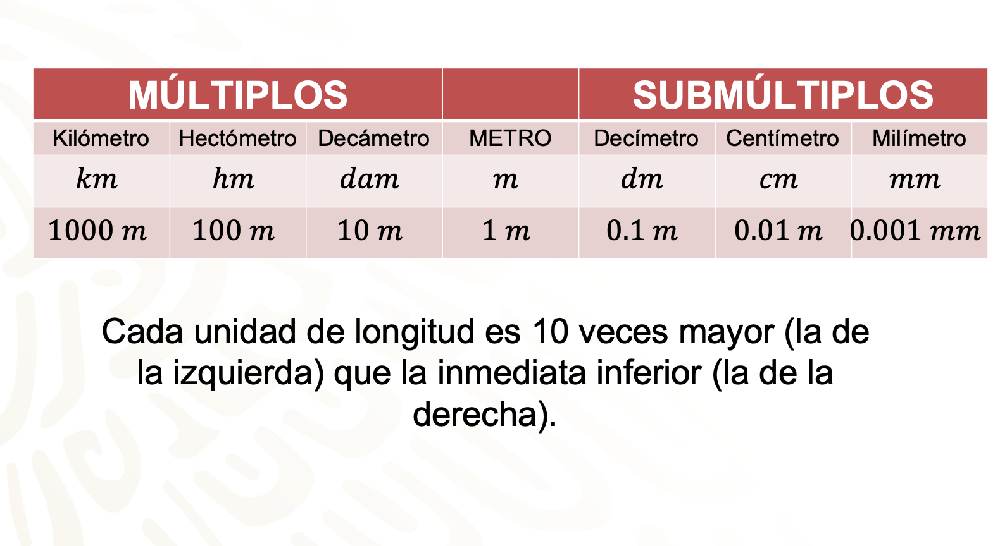 MÚLTIPLOS SUBMÚLTIPLOS
Kilómetro Hectómetro Decámetro METRO Decímetro Centímetro Milímetro
km hm dam m dm cm mm
1000 m 100 m 10 m 1 m 0.1 m 0.01 m 0.001 mm
Cada unidad de longitud es 10 veces mayor (la de
la izquierda) que la inmediata inferior (la de la
derecha).